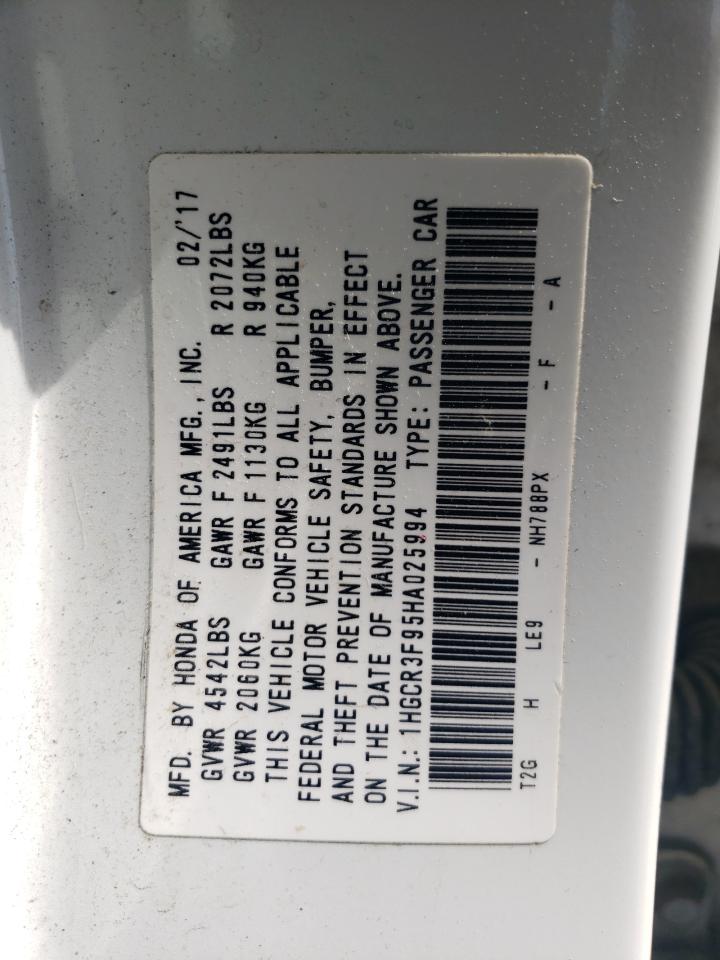 MFD. BY HONDA OF AMERICA MFG., INC. 02/'17
GVWR 4542LBS GAWR F 2491LBS R 2072LBS
GVWR 2060KG GAWR F 1130KG R 940KG
THIS VEHICLE CONFORMS TO ALL APPLICABLE
FEDERAL MOTOR VEHICLE SAFETY, BUMPER,
AND THEFT PREVENTION STANDARDS IN EFFECT
ON THE DATE OF MANUFACTURE SHOWN ABOVE.
V.I.N.: 1HGCR3F95HA025994 TYPE: PASSENGER CAR
T2G H LE9 - NH788PX - F - A